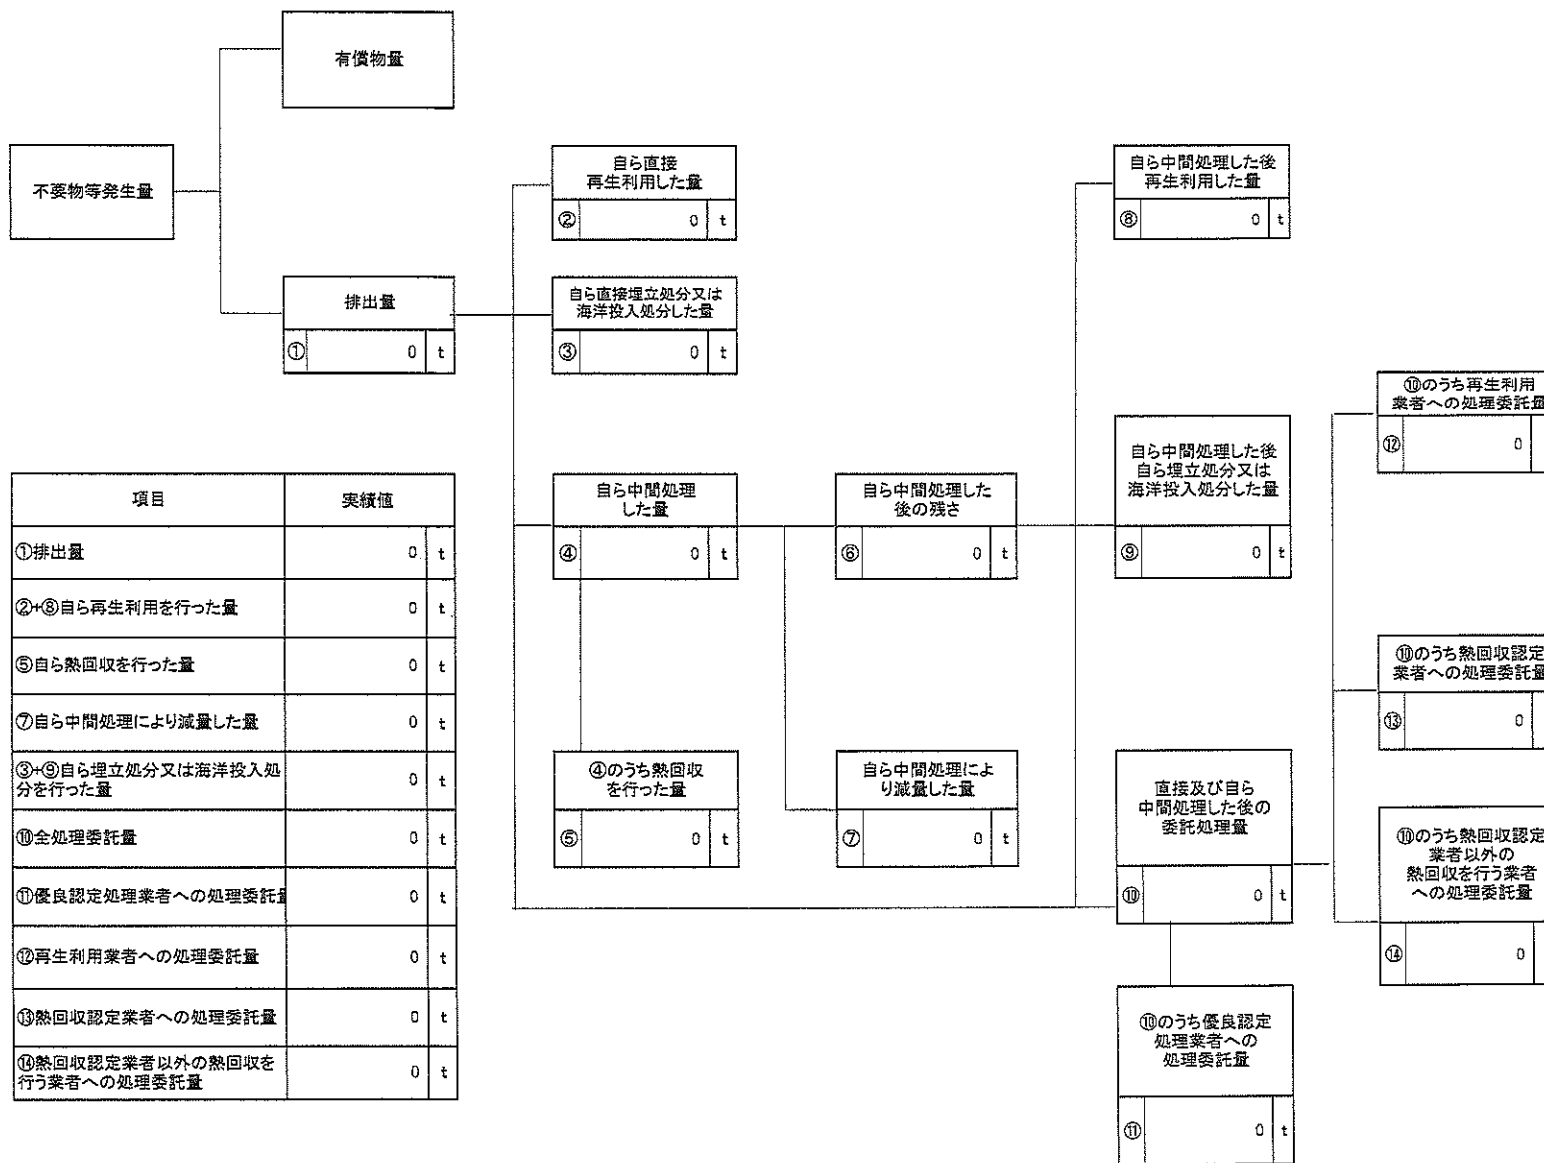 有償物量
不要物等発生量
排出量
① 0 t
自ら直接
再生利用した量
② 0 t
自ら直接埋立処分又は
海洋投入処分した量
③ 0 t
自ら中間処理
した量
④ 0 t
④のうち熱回収
を行った量
⑤ 0 t
自ら中間処理した
後の残さ
⑥ 0 t
自ら中間処理によ
り減量した量
⑦ 0 t
自ら中間処理した後
再生利用した量
⑧ 0 t
自ら中間処理した後
自ら埋立処分又は
海洋投入処分した量
⑨ 0 t
直接及び自ら
中間処理した後の
委託処理量
⑩ 0 t
⑩のうち優良認定
処理業者への
処理委託量
⑪ 0 t
⑩のうち再生利用
業者への処理委託量
⑫ 0
⑩のうち熱回収認定
業者への処理委託量
⑬ 0
⑩のうち熱回収認定
業者以外の
熱回収を行う業者
への処理委託量
⑭ 0
項目 実績値
①排出量 0 t
②+⑧自ら再生利用を行った量 0 t
⑤自ら熱回収を行った量 0 t
⑦自ら中間処理により減量した量 0 t
③+⑨自ら埋立処分又は海洋投入処
分を行った量 0 t
⑩全処理委託量 0 t
⑪優良認定処理業者への処理委託量 0 t
⑫再生利用業者への処理委託量 0 t
⑬熱回収認定業者への処理委託量 0 t
⑭熱回収認定業者以外の熱回収を
行う業者への処理委託量 0 t